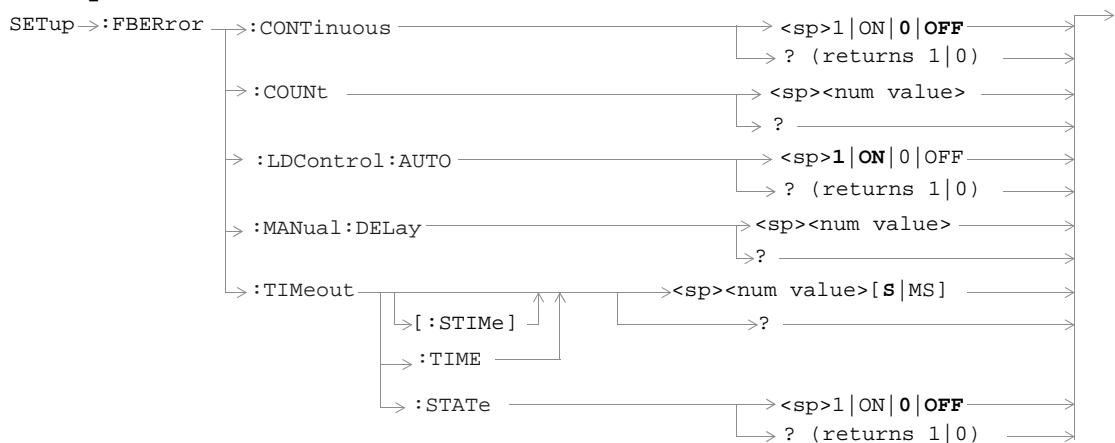 SETup :FBERror :CONTinuous <sp>1|ON|0|OFF
? (returns 1|0)
:COUNt <sp><num value>
?
:LDControl:AUTO <sp>1|ON|0|OFF
? (returns 1|0)
:MANual:DELay <sp><num value>
?
:TIMeout <sp><num value>[S|MS]
[:STIMe] ?
:TIME
:STATe <sp>1|ON|0|OFF
? (returns 1|0)